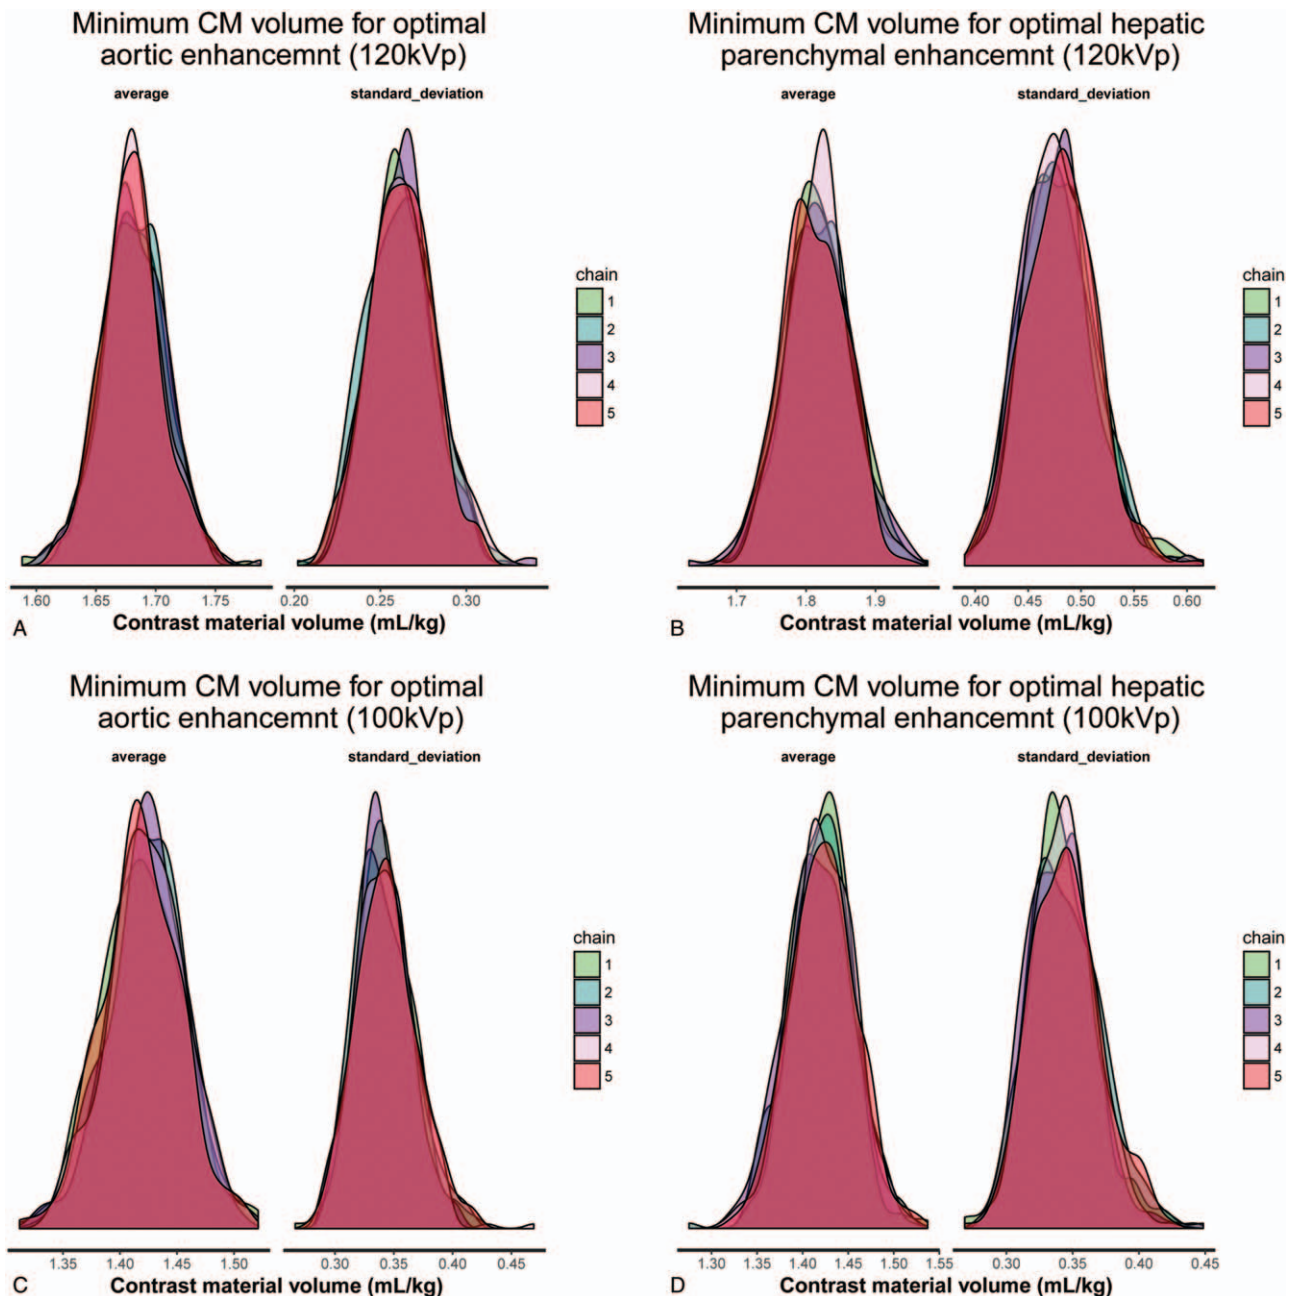 Minimum CM volume for optimal
aortic enhancemnt (120kVp)
average standard_deviation
chain
1
2
3
4
5
1.60 1.65 1.70 1.75 0.20 0.25 0.30
A Contrast material volume (mL/kg)
Minimum CM volume for optimal hepatic
parenchymal enhancemnt (120kVp)
average standard_deviation
chain
1
2
3
4
5
1.7 1.8 1.9 0.40 0.45 0.50 0.55 0.60
B Contrast material volume (mL/kg)
Minimum CM volume for optimal
aortic enhancemnt (100kVp)
average standard_deviation
chain
1
2
3
4
5
1.35 1.40 1.45 1.50 0.30 0.35 0.40 0.45
C Contrast material volume (mL/kg)
Minimum CM volume for optimal hepatic
parenchymal enhancemnt (100kVp)
average standard_deviation
chain
1
2
3
4
5
1.30 1.35 1.40 1.45 1.50 1.55 0.30 0.35 0.40 0.45
D Contrast material volume (mL/kg)